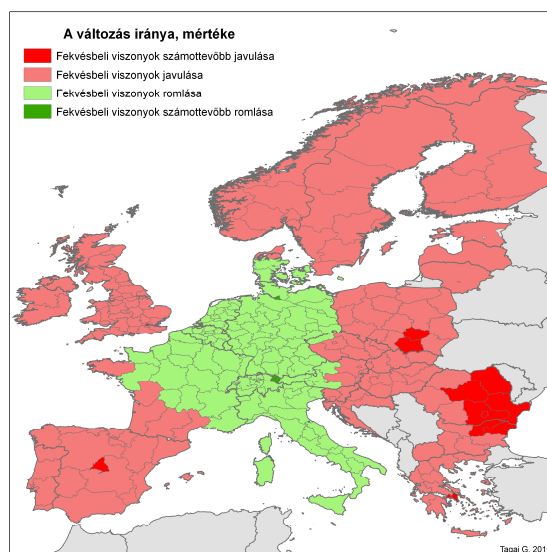 A változás iránya, mértéke
Fekvésbeli viszonyok számottevőbb javulása
Fekvésbeli viszonyok javulása
Fekvésbeli viszonyok romlása
Fekvésbeli viszonyok számottevőbb romlása
Tagai G. 201